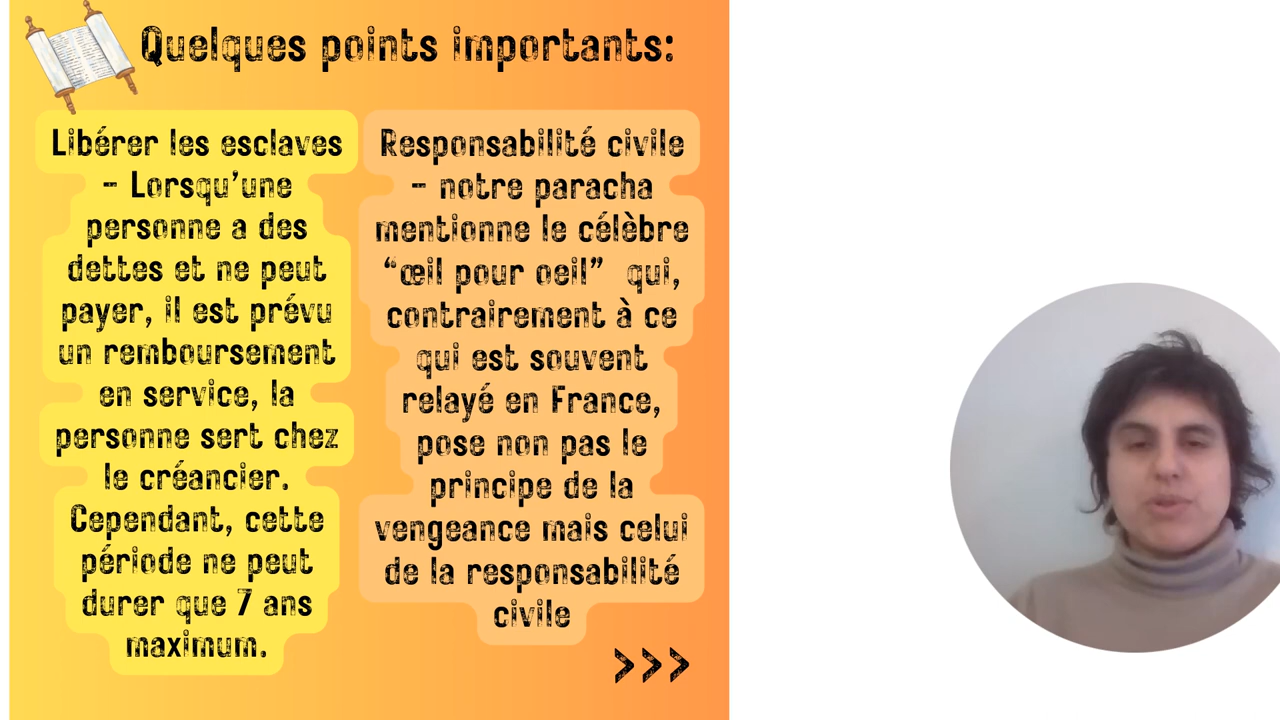 Quelques points importants:
Libérer les esclaves
- Lorsqu'une
personne a des
dettes et ne peut
payer, il est prévu
un remboursement
en service, la
personne sert chez
le créancier.
Cependant, cette
période ne peut
durer que 7 ans
maximum.
Responsabilité civile
- notre paracha
mentionne le célèbre
“œil pour oeil” qui,
contrairement à ce
qui est souvent
relayé en France,
pose non pas le
principe de la
vengeance mais celui
de la responsabilité
civile
>>>